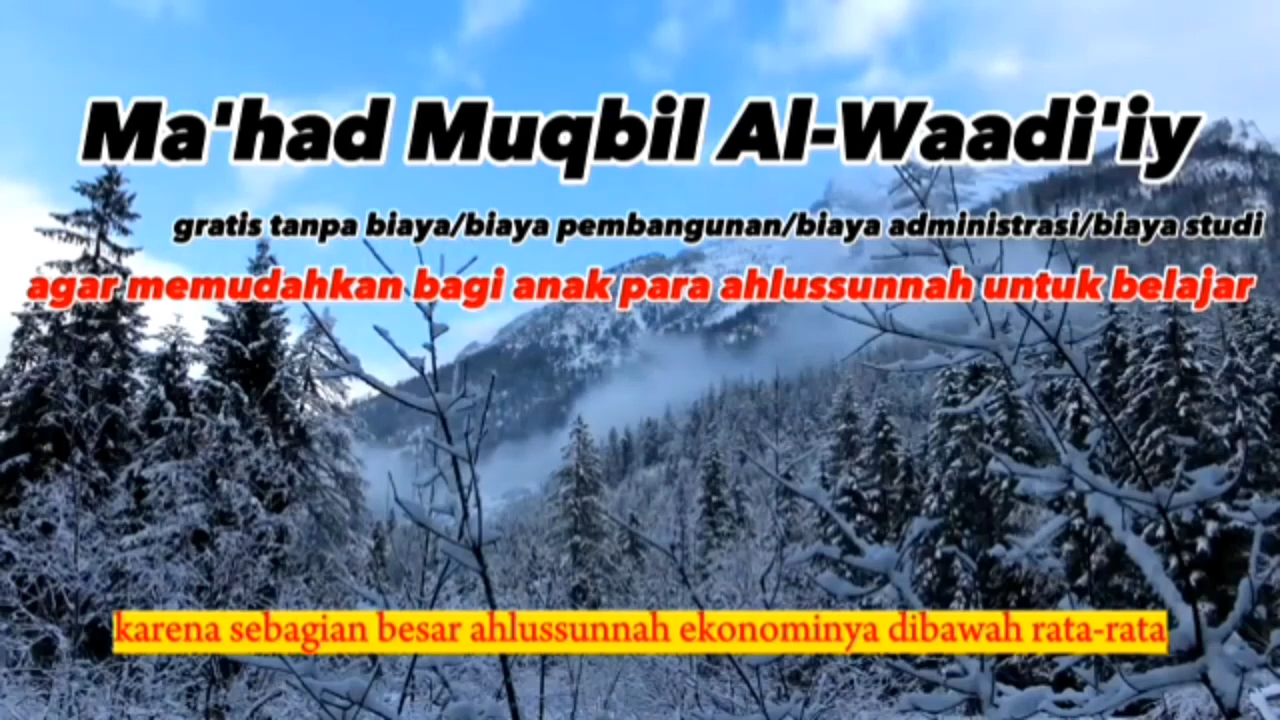 Ma'had Muqbil Al-Waadi'iy
gratis tanpa biaya/biaya pembangunan/biaya administrasi/biaya studi
agar memudahkan bagi anak para ahlussunnah untuk belajar
karena sebagian besar ahlussunnah ekonominya dibawah rata-rata